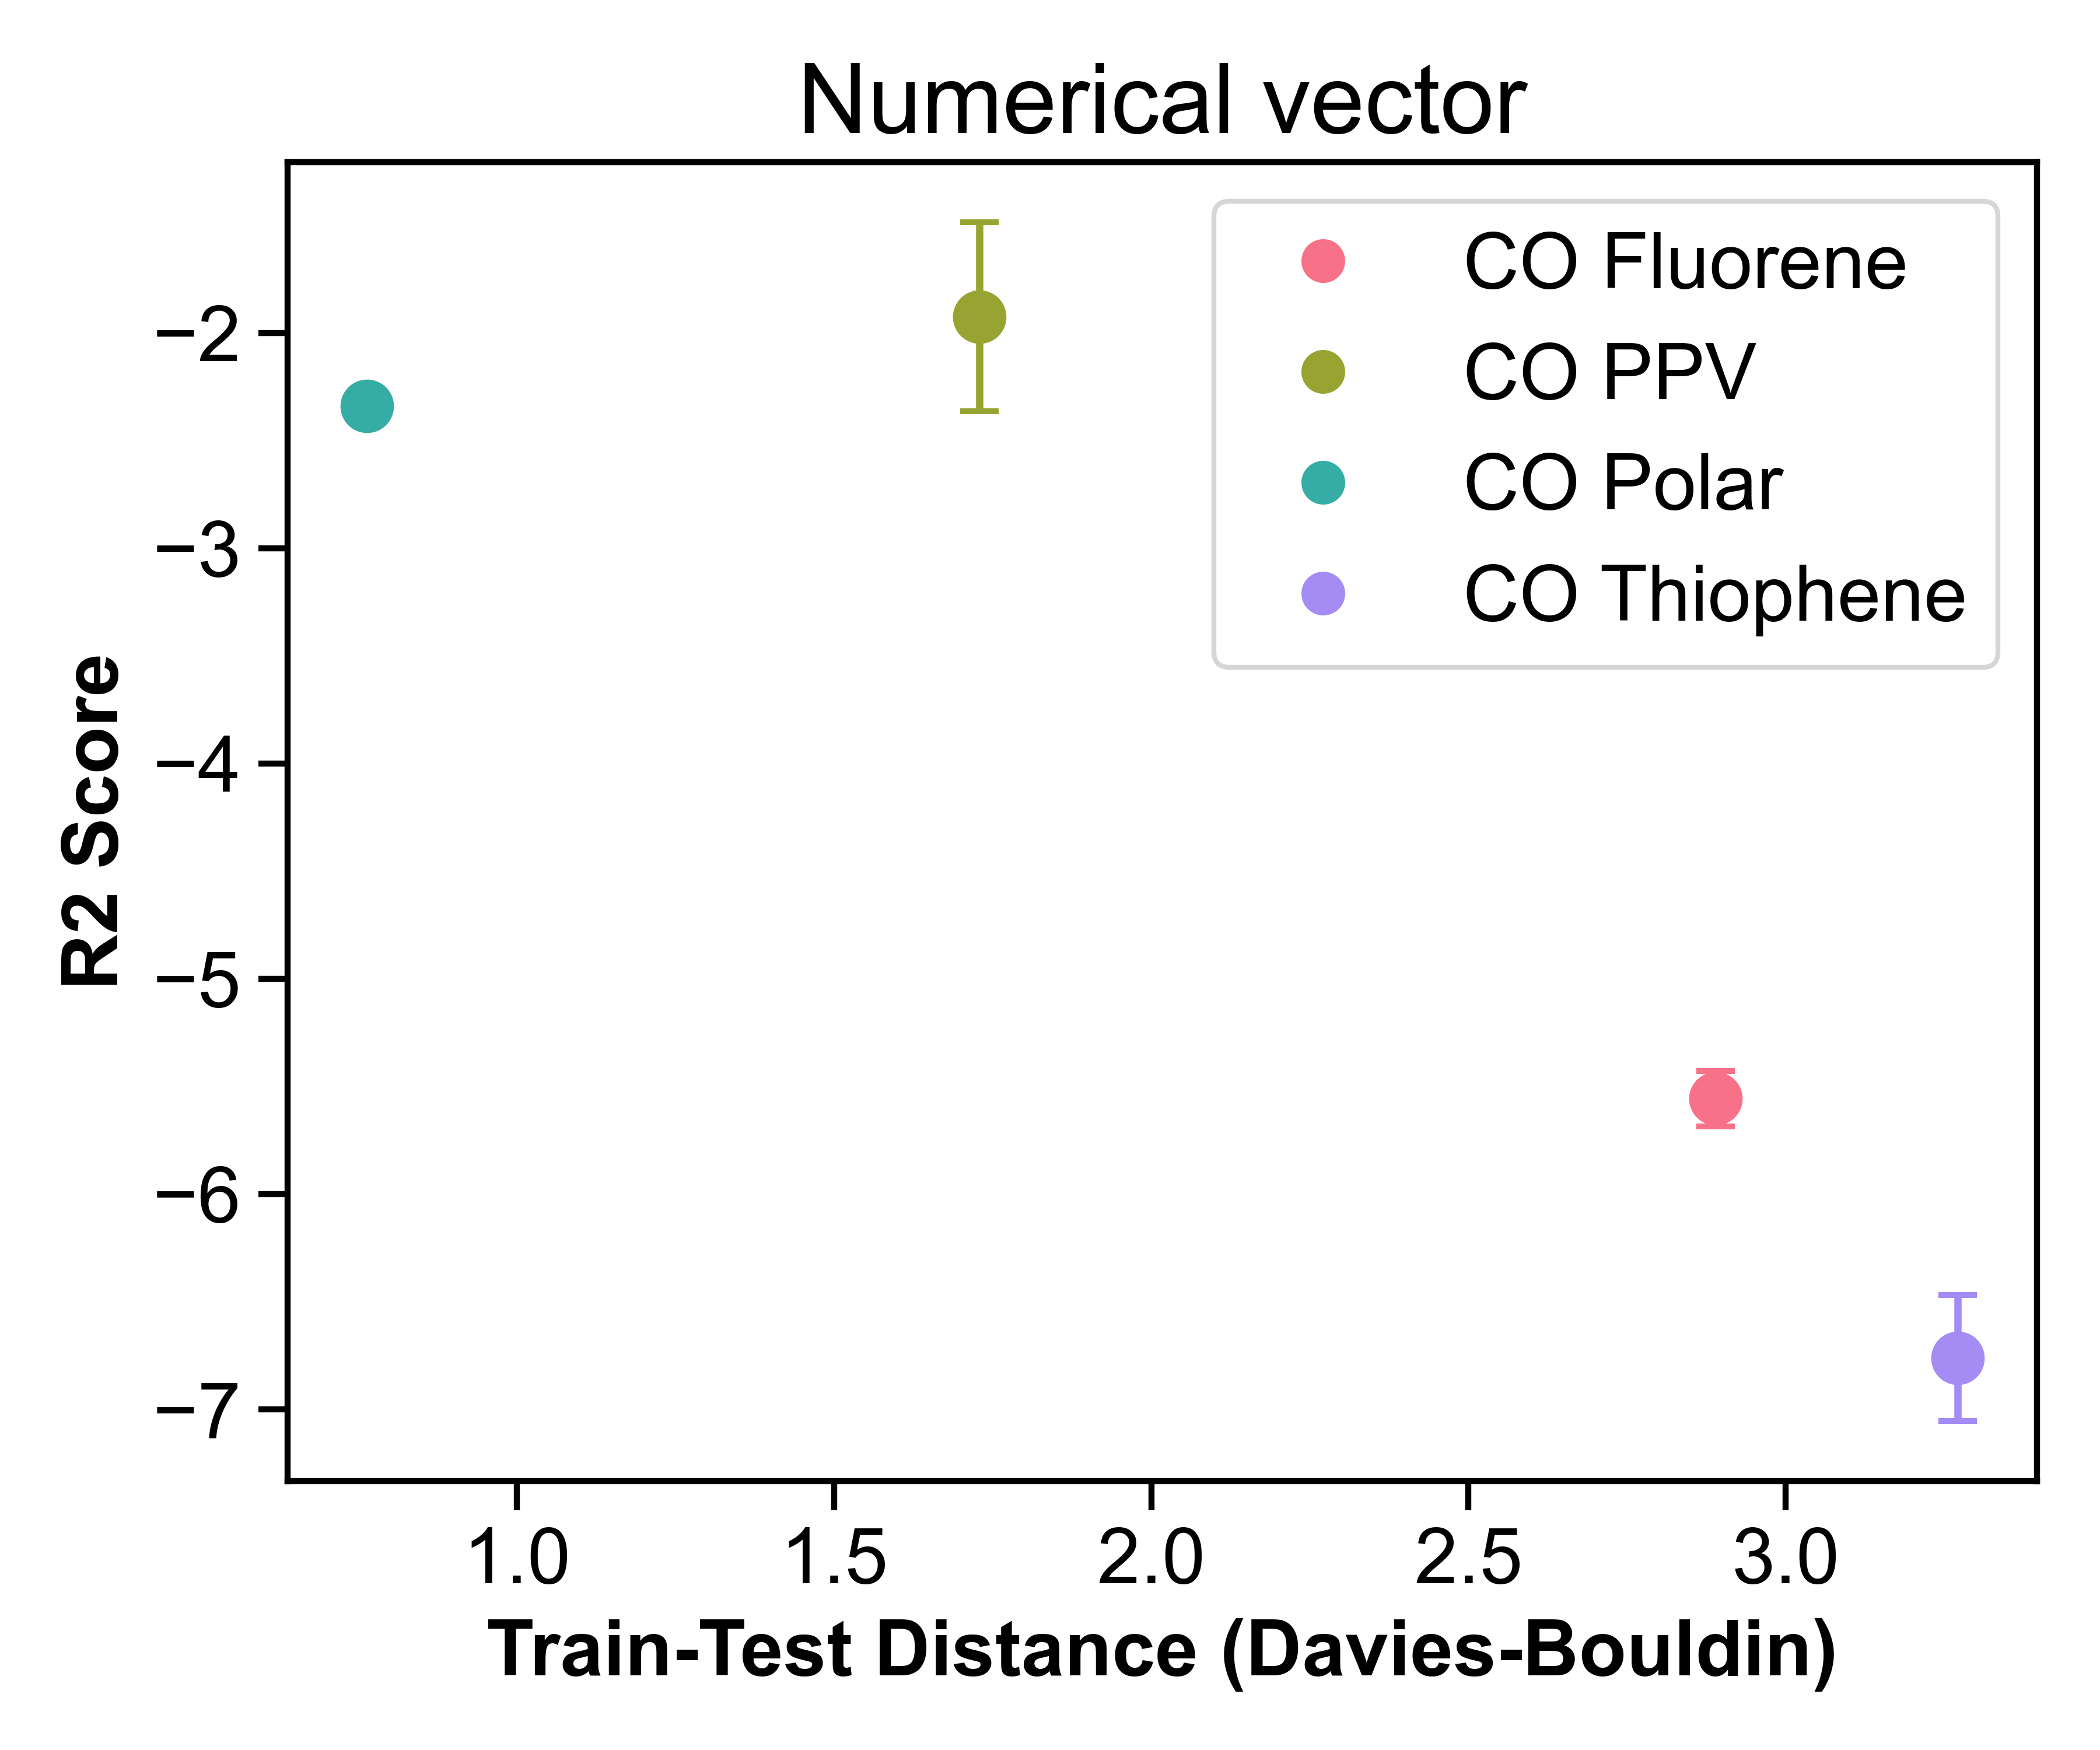 Numerical vector
CO Fluorene
CO PPV
CO Polar
CO Thiophene
R2 Score
−2
−3
−4
−5
−6
−7
1.0 1.5 2.0 2.5 3.0
Train-Test Distance (Davies-Bouldin)